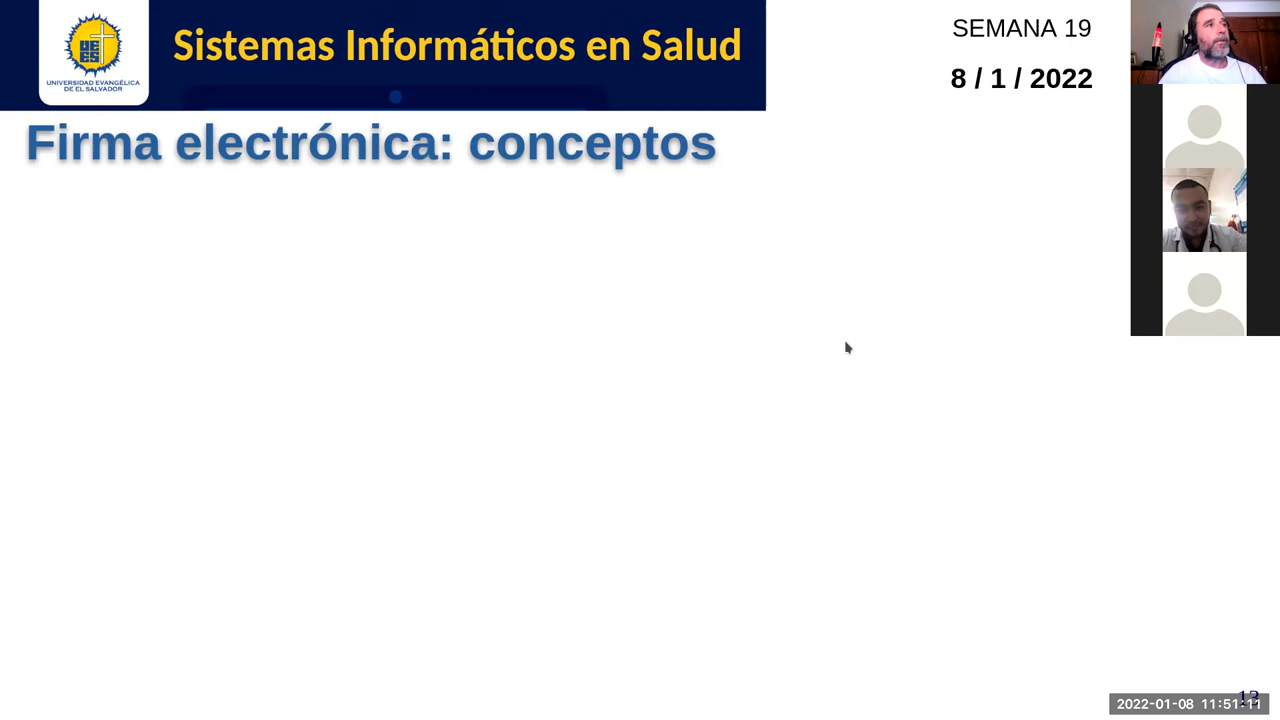 Sistemas Informáticos en Salud
UNIVERSIDAD EVANGÉLICA
DE EL SALVADOR
SEMANA 19
8 / 1 / 2022
Firma electrónica: conceptos
13
2022-01-08 11:51:11